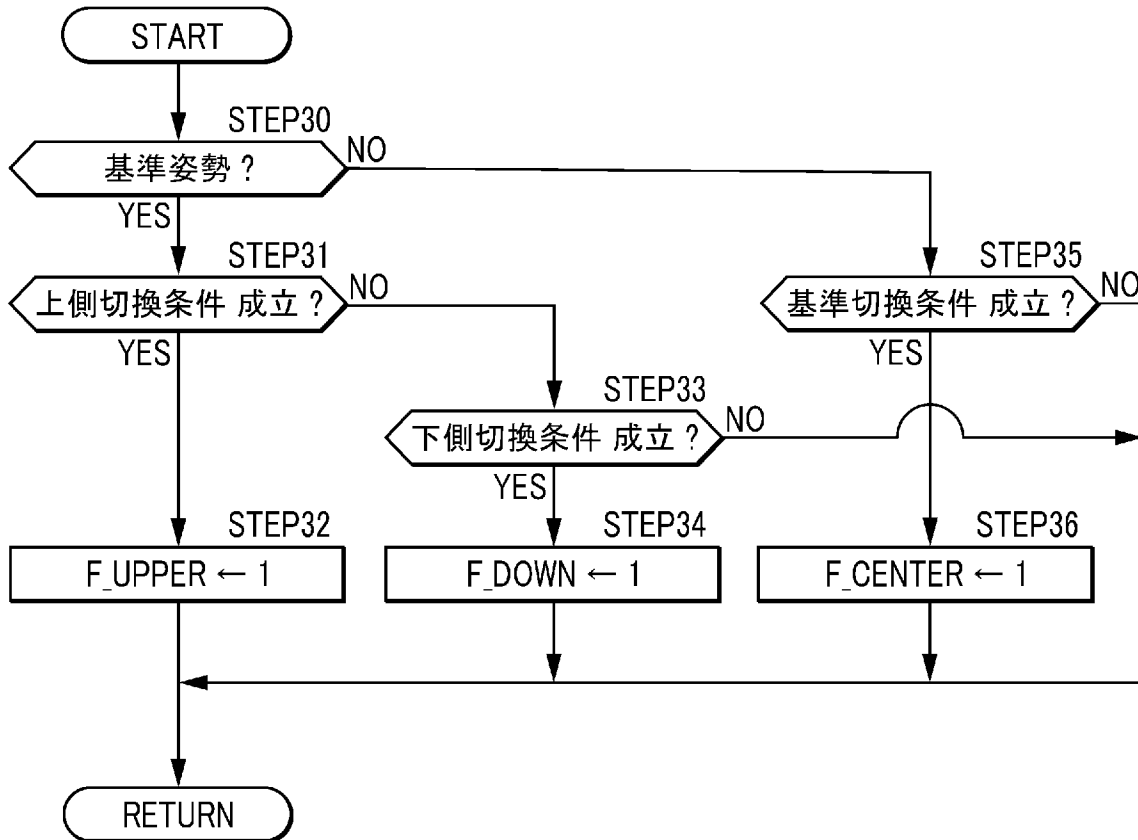 START
STEP30
基準姿勢?
NO
YES
STEP31
上側切換条件 成立?
NO
YES
STEP35
基準切換条件 成立?
NO
YES
STEP33
下側切換条件 成立?
NO
YES
STEP32
F_UPPER ← 1
STEP34
F_DOWN ← 1
STEP36
F_CENTER ← 1
RETURN